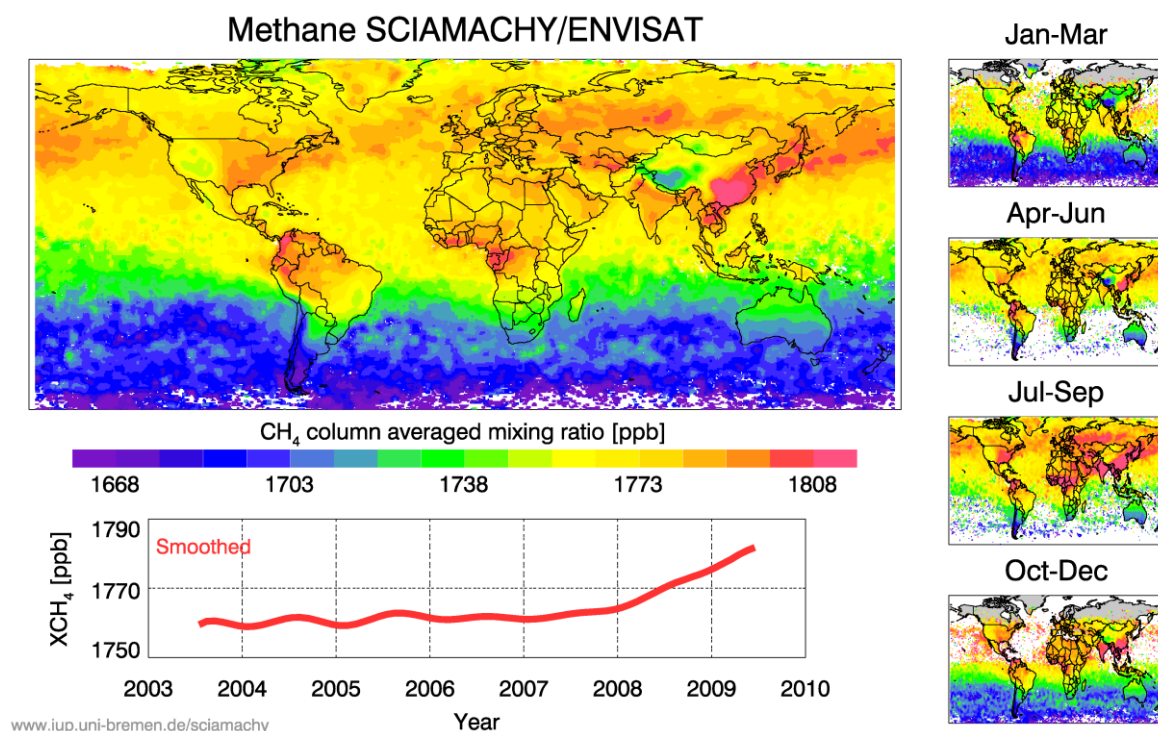 Methane SCIAMACHY/ENVISAT
CH₄ column averaged mixing ratio [ppb]
1668 1703 1738 1773 1808
XCH₄ [ppb]
1790
1770
1750
Smoothed
2003 2004 2005 2006 2007 2008 2009 2010
Year
www.iup.uni-bremen.de/sciamachy
Jan-Mar
Apr-Jun
Jul-Sep
Oct-Dec